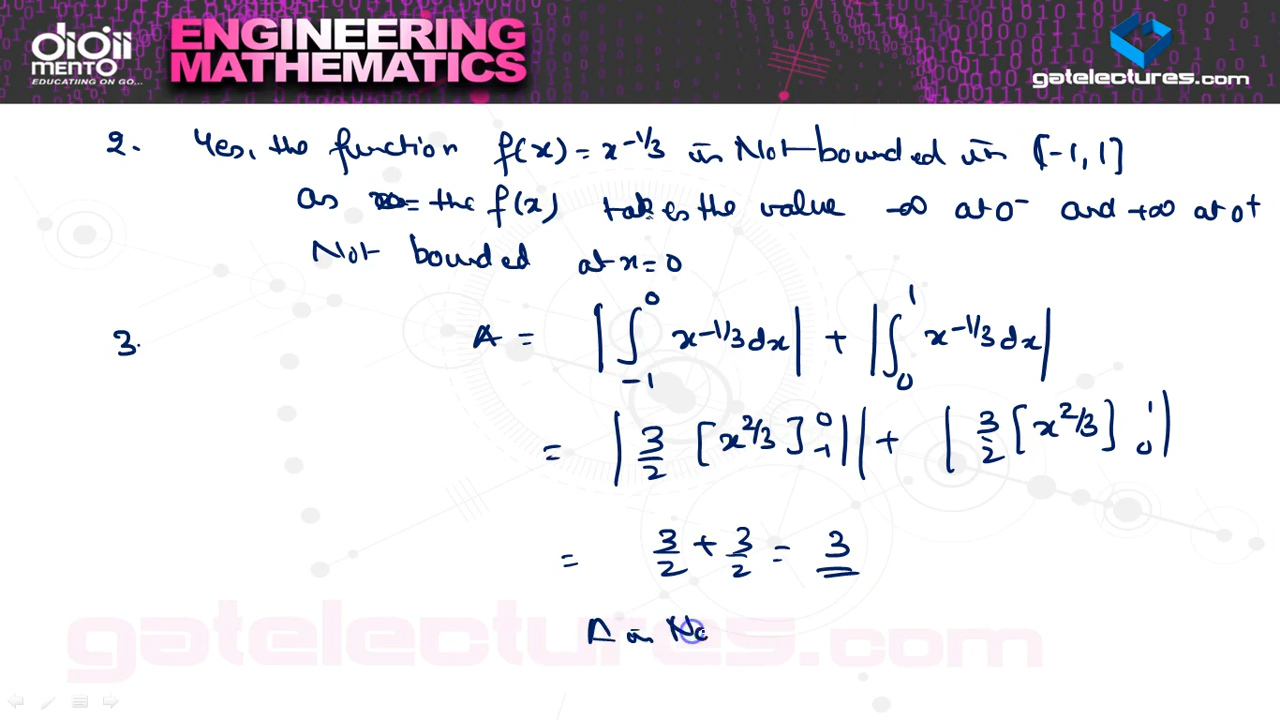 digii MENTO
EDUCATIING ON GO...
ENGINEERING MATHEMATICS
gatelectures.com
2. Yes, the function f(x) = x^-1/3 is Not bounded in [-1, 1]
as the f(x) takes the value -∞ at 0^- and +∞ at 0^+
Not bounded at x=0
3. A = |∫_{-1}^{0} x^-1/3 dx| + |∫_{0}^{1} x^-1/3 dx|
= |3/2 [x^2/3]_{-1}^{0}|| + |3/2 [x^2/3]_{0}^{1}|
= 3/2 + 3/2 = 3
A is No
gatelectures.com